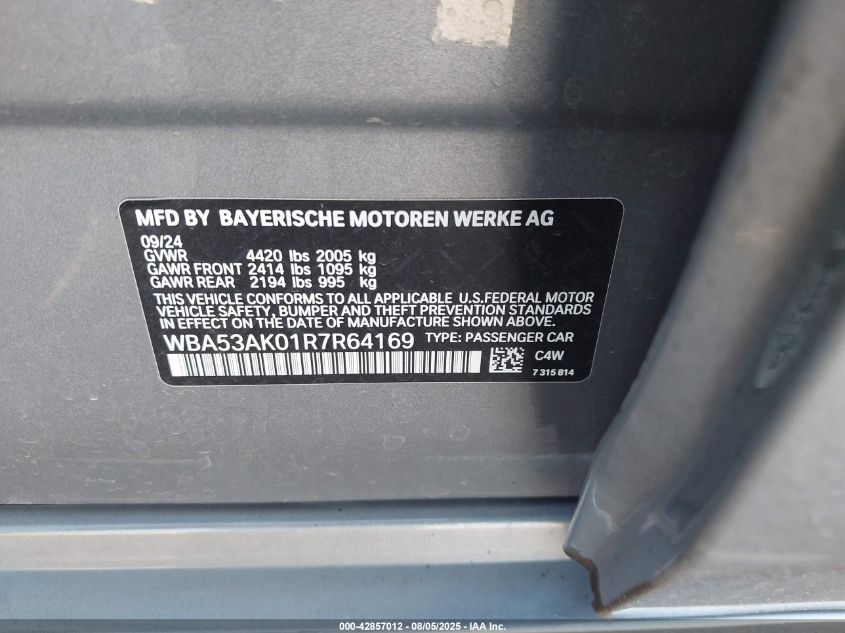 MFD BY BAYERISCHE MOTOREN WERKE AG
09/24
GVWR 4420 lbs 2005 kg
GAWR FRONT 2414 lbs 1095 kg
GAWR REAR 2194 lbs 995 kg
THIS VEHICLE CONFORMS TO ALL APPLICABLE U.S.FEDERAL MOTOR
VEHICLE SAFETY, BUMPER AND THEFT PREVENTION STANDARDS
IN EFFECT ON THE DATE OF MANUFACTURE SHOWN ABOVE.
WBA53AK01R7R64169 TYPE: PASSENGER CAR
C4W
7 315 814
000-42857012 - 08/05/2025 - IAA Inc.